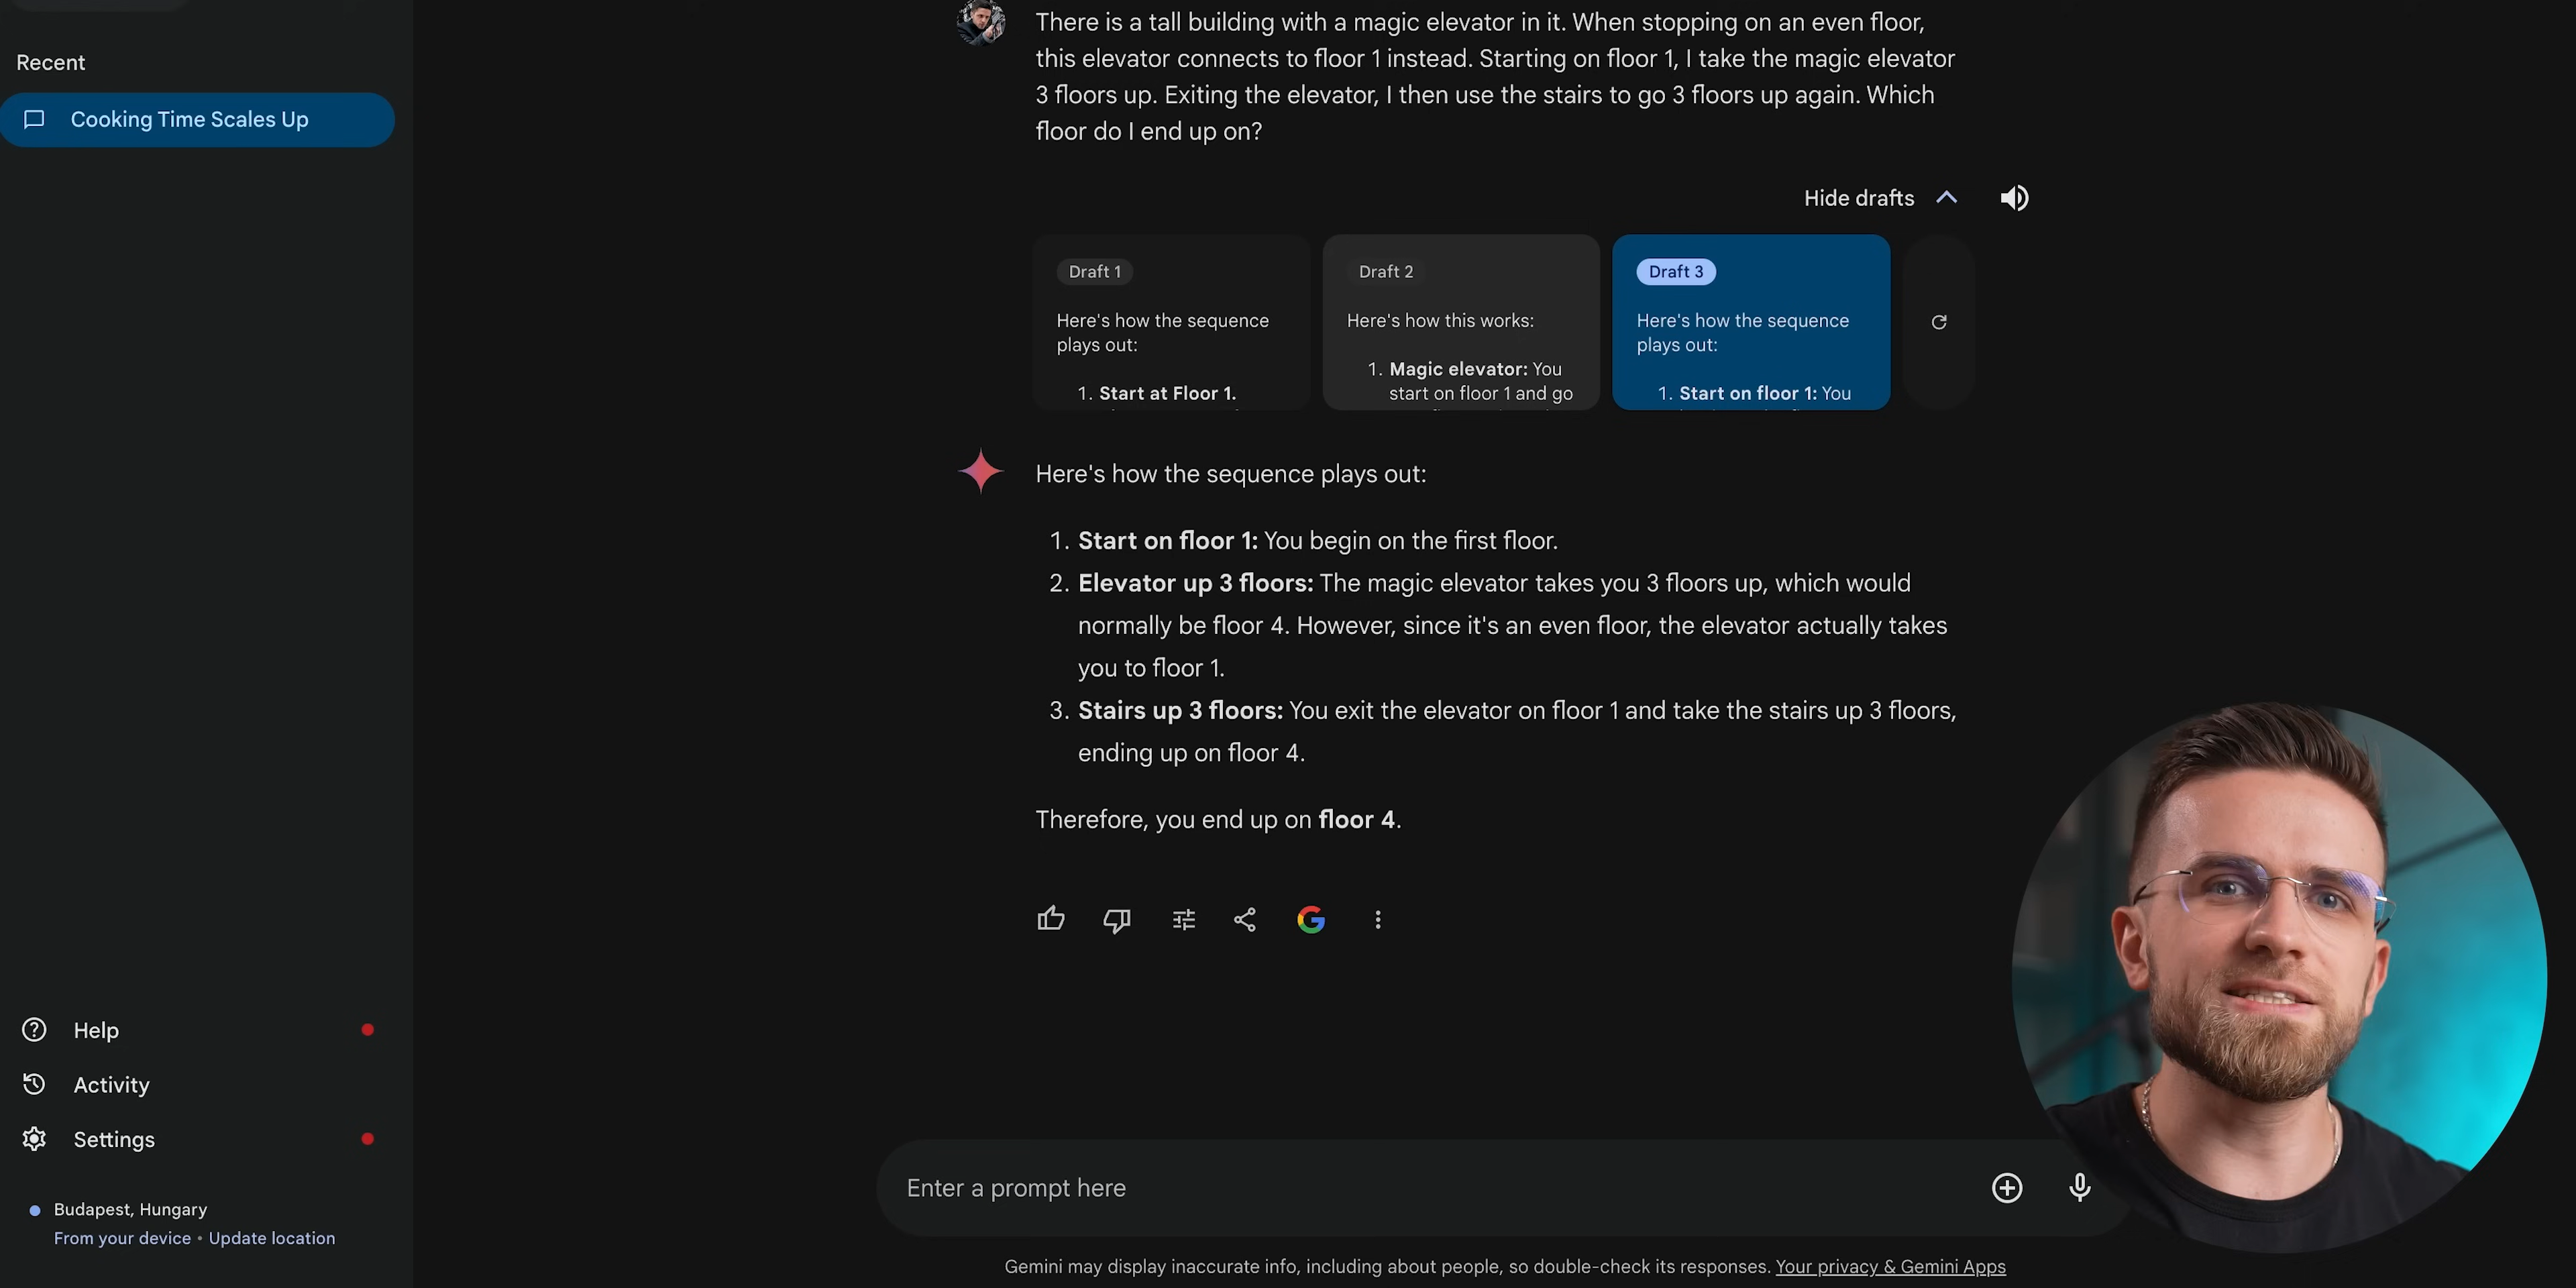 Recent
Cooking Time Scales Up
There is a tall building with a magic elevator in it. When stopping on an even floor,
this elevator connects to floor 1 instead. Starting on floor 1, I take the magic elevator
3 floors up. Exiting the elevator, I then use the stairs to go 3 floors up again. Which
floor do I end up on?
Hide drafts
Draft 1
Here's how the sequence
plays out:
1. Start at Floor 1.
Draft 2
Here's how this works:
1. Magic elevator: You
start on floor 1 and go
Draft 3
Here's how the sequence
plays out:
1. Start on floor 1: You
Here's how the sequence plays out:
1. Start on floor 1: You begin on the first floor.
2. Elevator up 3 floors: The magic elevator takes you 3 floors up, which would
normally be floor 4. However, since it's an even floor, the elevator actually takes
you to floor 1.
3. Stairs up 3 floors: You exit the elevator on floor 1 and take the stairs up 3 floors,
ending up on floor 4.
Therefore, you end up on floor 4.
Help
Activity
Settings
Budapest, Hungary
From your device • Update location
Enter a prompt here
Gemini may display inaccurate info, including about people, so double-check its responses. Your privacy & Gemini Apps